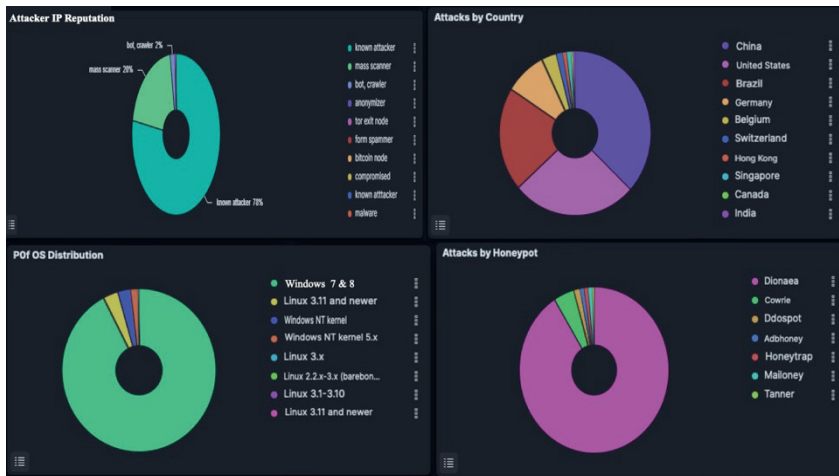 Attacker IP Reputation
bot, crawler 2%
mass scanner 20%
known attacker 78%
known attacker
mass scanner
bot, crawler
anonymizer
tor exit node
form spammer
bitcoin node
compromised
known atttacker
malware
Attacks by Country
China
United States
Brazil
Germany
Belgium
Switzerland
Hong Kong
Singapore
Canada
India
P0f OS Distribution
Windows 7 & 8
Linux 3.11 and newer
Windows NT kernel
Windows NT kernel 5.x
Linux 3.x
Linux 2.2.x-3.x (barebon...
Linux 3.1-3.10
Linux 3.11 and newer
Attacks by Honeypot
Dionaea
Cowrie
Ddospot
Adbhoney
Honeytrap
Mailoney
Tanner